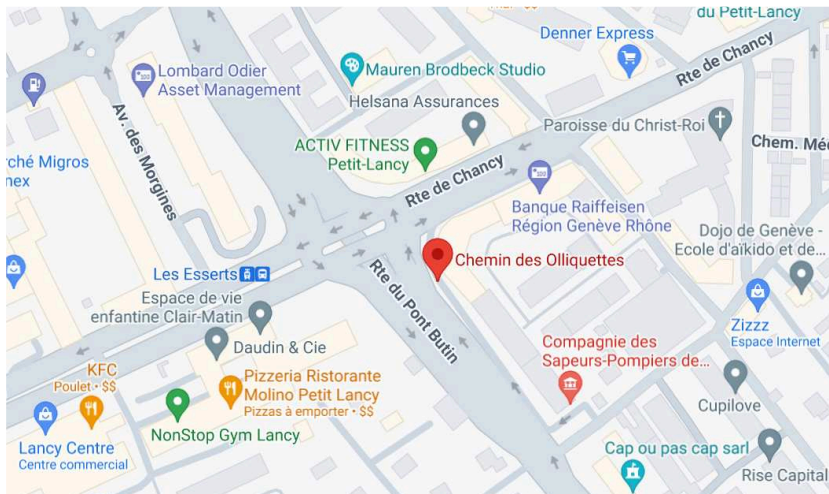 du Petit-Lancy
Denner Express
Rte de Chancy
Lombard Odier
Asset Management
Mauren Brodbeck Studio
Helsana Assurances
Av. des Morgines
Paroisse du Christ-Roi
Chem. Mé
ACTIV FITNESS
Petit-Lancy
rché Migros
nex
Rte de Chancy
Banque Raiffeisen
Région Genève Rhône
Dojo de Genève -
Ecole d'aïkido et de...
Chemin des Olliquettes
Les Esserts
Rte du Pont Butin
Espace de vie
enfantine Clair-Matin
Zizzz
Espace Internet
Daudin & Cie
Compagnie des
Sapeurs-Pompiers de...
KFC
Poulet • $$
Pizzeria Ristorante
Molino Petit Lancy
Pizzas à emporter • $$
Cupilove
NonStop Gym Lancy
Lancy Centre
Centre commercial
Cap ou pas cap sarl
Rise Capital